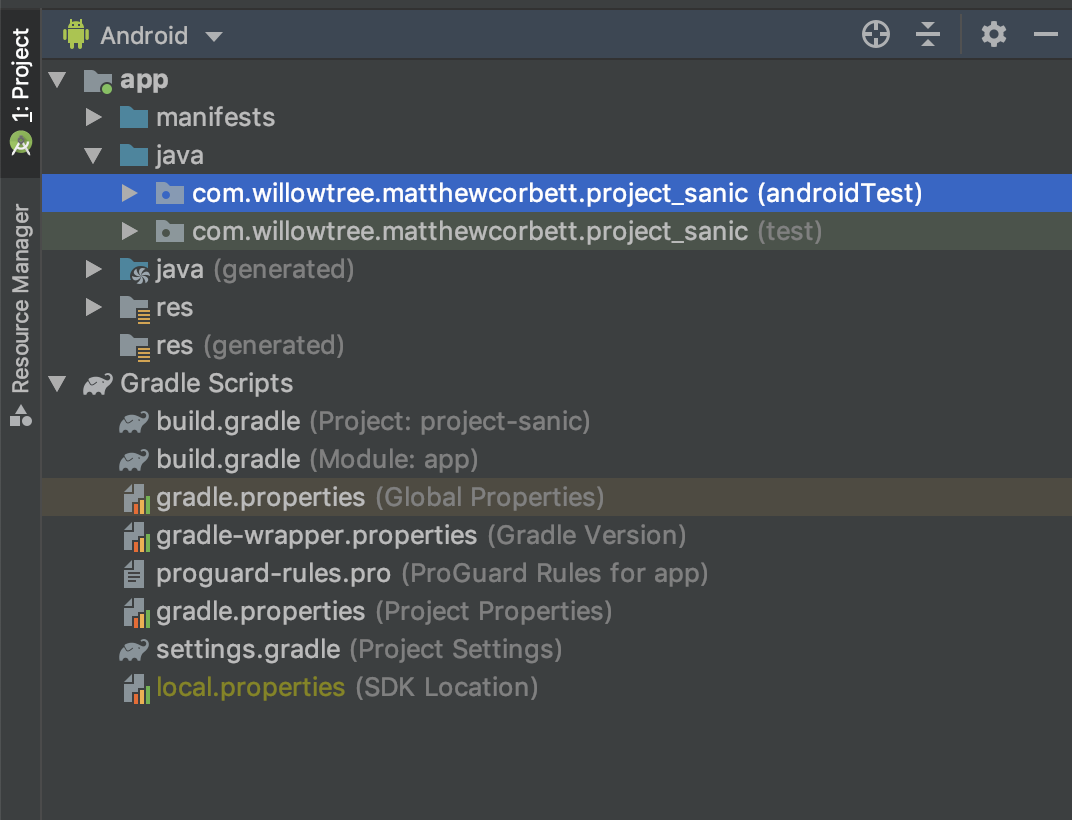 1: Project
Resource Manager
Android
app
manifests
java
com.willowtree.matthewcorbett.project_sanic (androidTest)
com.willowtree.matthewcorbett.project_sanic (test)
java (generated)
res
res (generated)
Gradle Scripts
build.gradle (Project: project-sanic)
build.gradle (Module: app)
gradle.properties (Global Properties)
gradle-wrapper.properties (Gradle Version)
proguard-rules.pro (ProGuard Rules for app)
gradle.properties (Project Properties)
settings.gradle (Project Settings)
local.properties (SDK Location)